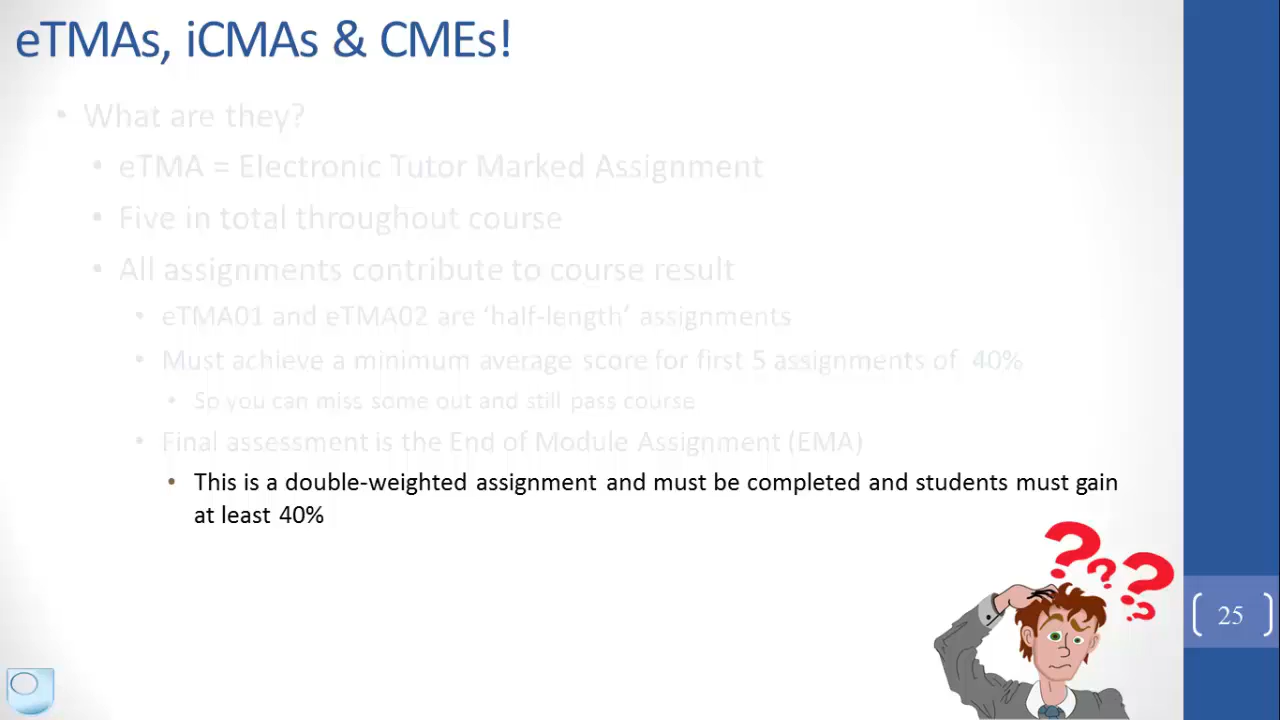 eTMAs, iCMAs & CMEs!
• What are they?
• eTMA = Electronic Tutor Marked Assignment
• Five in total throughout course
• All assignments contribute to course result
• eTMA01 and eTMA02 are ‘half-length’ assignments
• Must achieve a minimum average score for first 5 assignments of 40%
• So you can miss some out and still pass course
• Final assessment is the End of Module Assignment (EMA)
• This is a double-weighted assignment and must be completed and students must gain
at least 40%
? ? ? ?
25